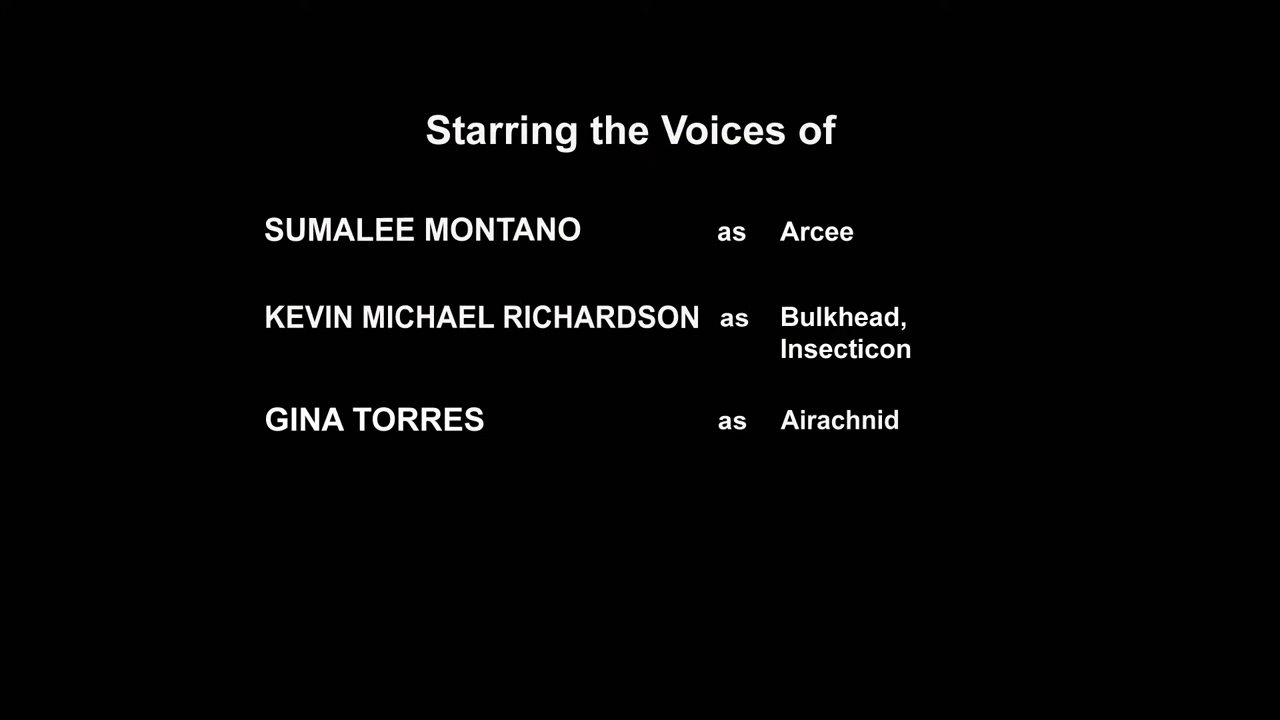 Starring the Voices of
SUMALEE MONTANO as Arcee
KEVIN MICHAEL RICHARDSON as Bulkhead,
Insecticon
GINA TORRES as Airachnid